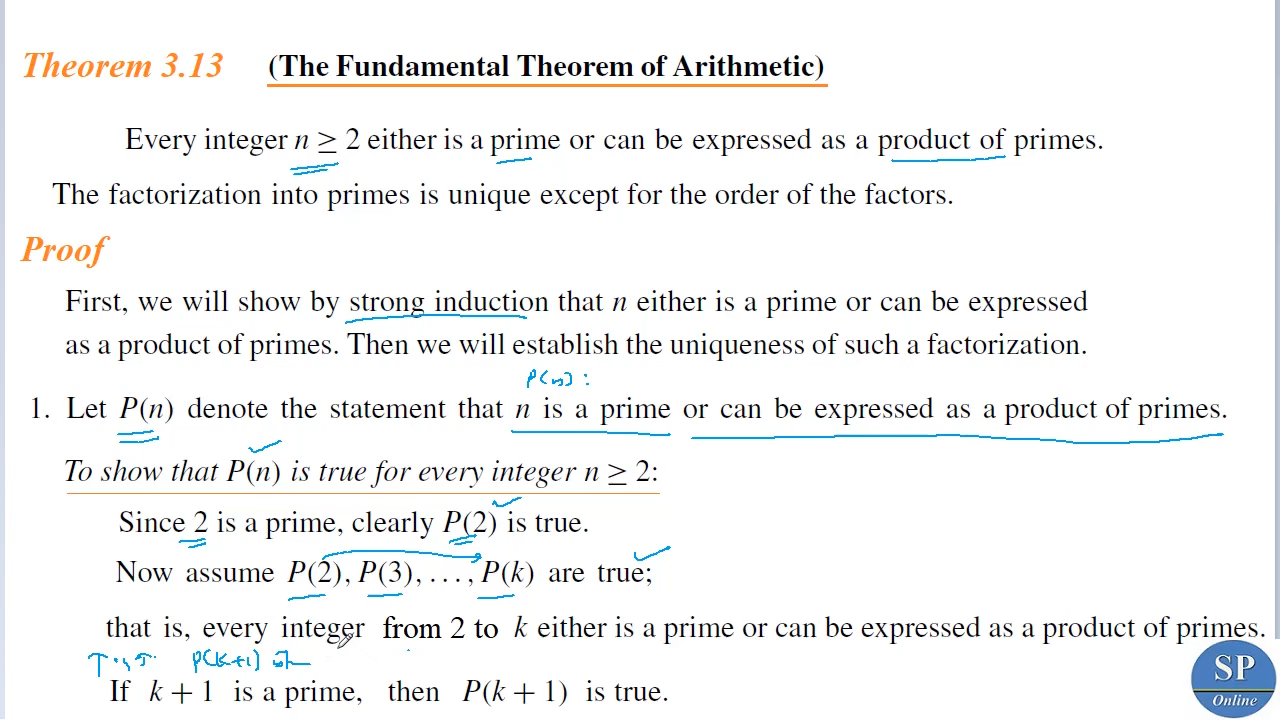 Theorem 3.13 (The Fundamental Theorem of Arithmetic)
Every integer n ≥ 2 either is a prime or can be expressed as a product of primes.
The factorization into primes is unique except for the order of the factors.
Proof
First, we will show by strong induction that n either is a prime or can be expressed
as a product of primes. Then we will establish the uniqueness of such a factorization.
P(n) :
1. Let P(n) denote the statement that n is a prime or can be expressed as a product of primes.
To show that P(n) is true for every integer n ≥ 2:
Since 2 is a prime, clearly P(2) is true.
Now assume P(2), P(3), . . . , P(k) are true;
that is, every integer from 2 to k either is a prime or can be expressed as a product of primes.
P(k+1)
If k + 1 is a prime, then P(k + 1) is true.
SP
Online